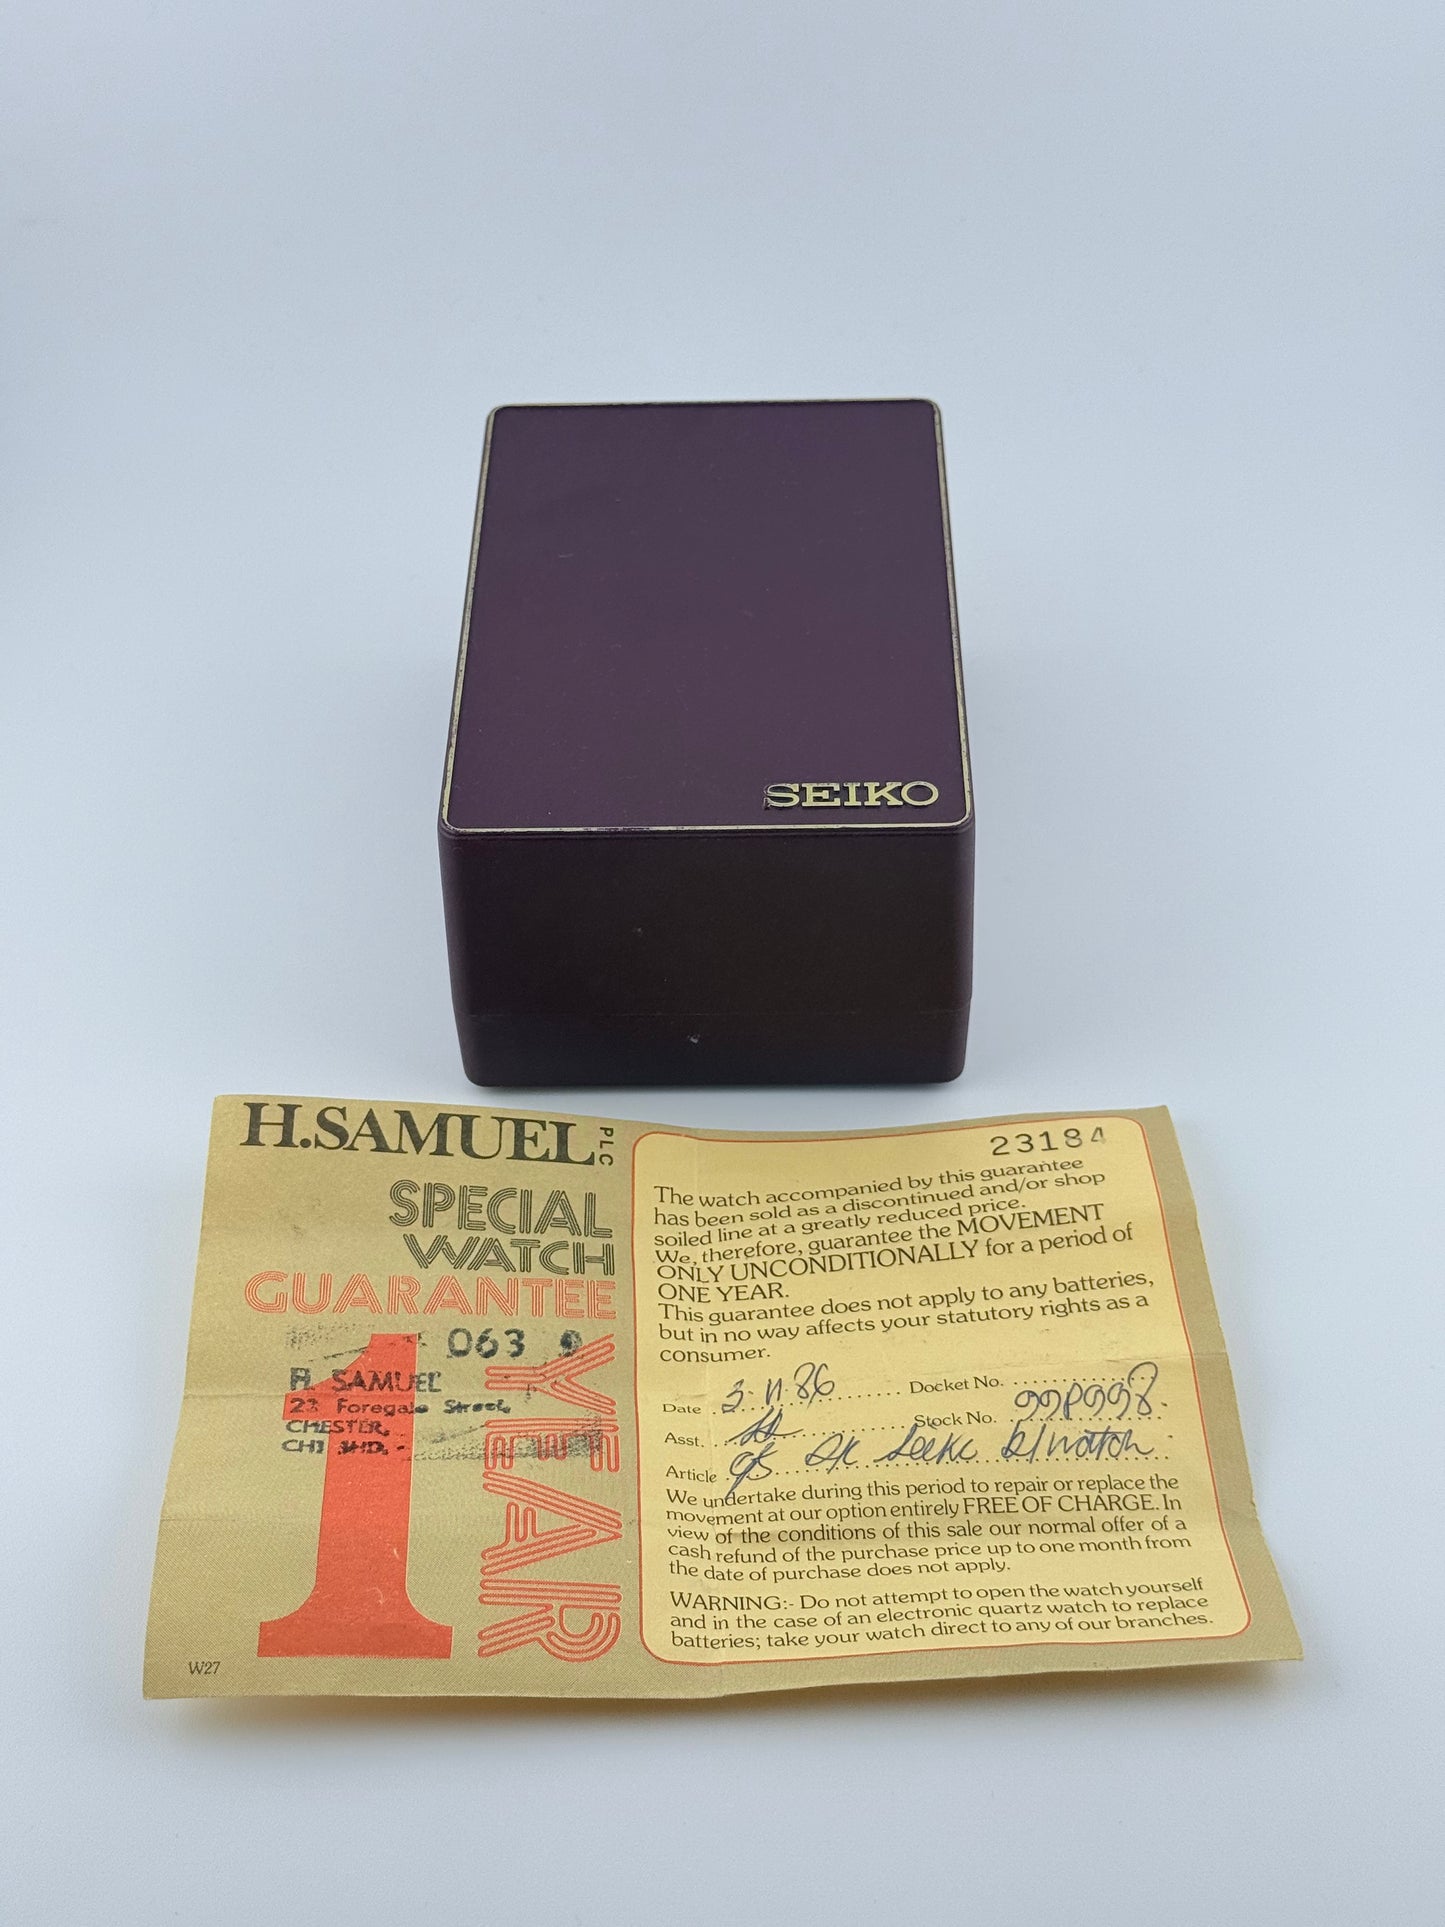 SEIKO
H.SAMUEL PLC
SPECIAL
WATCH
GUARANTEE
063 9
H. SAMUEL
23 Foregate Street,
CHESTER,
CH1
1 YEAR
W27
23184
The watch accompanied by this guarantee
has been sold as a discontinued and/or shop
soiled line at a greatly reduced price.
We, therefore, guarantee the MOVEMENT
ONLY UNCONDITIONALLY for a period of
ONE YEAR.
This guarantee does not apply to any batteries,
but in no way affects your statutory rights as a
consumer.
Date 3·11·86 Docket No.
Asst. Stock No.
Article gts Seiko watch
We undertake during this period to repair or replace the
movement at our option entirely FREE OF CHARGE. In
view of the conditions of this sale our normal offer of a
cash refund of the purchase price up to one month from
the date of purchase does not apply.
WARNING:- Do not attempt to open the watch yourself
and in the case of an electronic quartz watch to replace
batteries; take your watch direct to any of our branches.